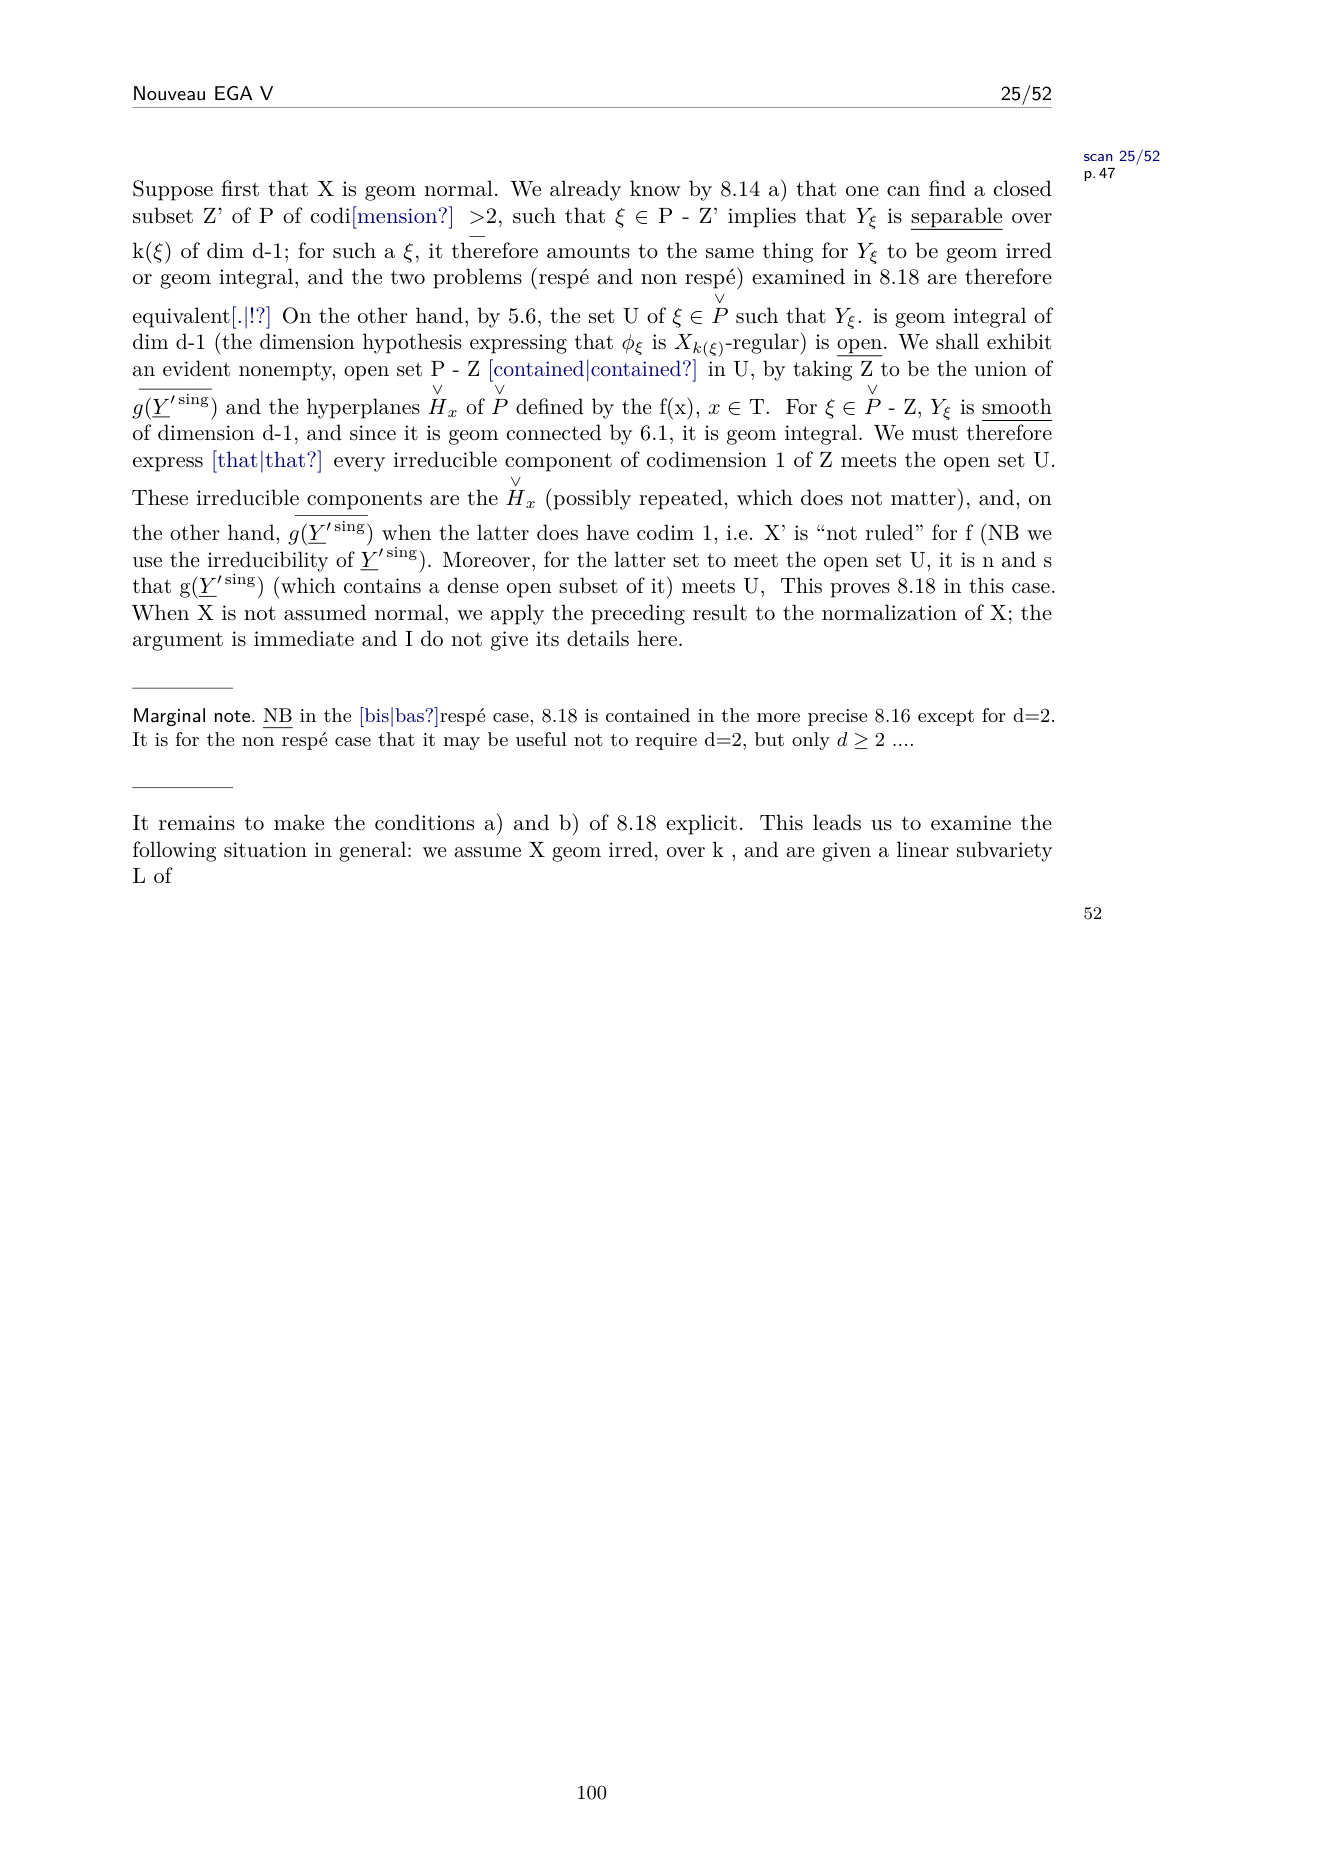 Nouveau EGA V 25/52
scan 25/52
p. 47
Suppose first that X is geom normal. We already know by 8.14 a) that one can find a closed
subset Z’ of P of codi[mension?] >2, such that ξ ∈ P - Z’ implies that Y_ξ is separable over
k(ξ) of dim d-1; for such a ξ, it therefore amounts to the same thing for Y_ξ to be geom irred
or geom integral, and the two problems (respé and non respé) examined in 8.18 are therefore
equivalent[.|!?] On the other hand, by 5.6, the set U of ξ ∈ P̌ such that Y_ξ. is geom integral of
dim d-1 (the dimension hypothesis expressing that ϕ_ξ is X_{k(ξ)}-regular) is open. We shall exhibit
an evident nonempty, open set P - Z [contained|contained?] in U, by taking Z to be the union of
\overline{g(\underline{Y}′^{sing})} and the hyperplanes Ȟ_x of P̌ defined by the f(x), x ∈ T. For ξ ∈ P̌ - Z, Y_ξ is smooth
of dimension d-1, and since it is geom connected by 6.1, it is geom integral. We must therefore
express [that|that?] every irreducible component of codimension 1 of Z meets the open set U.
These irreducible components are the Ȟ_x (possibly repeated, which does not matter), and, on
the other hand, \overline{g(\underline{Y}′^{sing})} when the latter does have codim 1, i.e. X’ is “not ruled” for f (NB we
use the irreducibility of \underline{Y}′^{sing}). Moreover, for the latter set to meet the open set U, it is n and s
that g(\underline{Y}′^{sing}) (which contains a dense open subset of it) meets U, This proves 8.18 in this case.
When X is not assumed normal, we apply the preceding result to the normalization of X; the
argument is immediate and I do not give its details here.
Marginal note. NB in the [bis|bas?]respé case, 8.18 is contained in the more precise 8.16 except for d=2.
It is for the non respé case that it may be useful not to require d=2, but only d ≥ 2 ....
It remains to make the conditions a) and b) of 8.18 explicit. This leads us to examine the
following situation in general: we assume X geom irred, over k , and are given a linear subvariety
L of
52
100